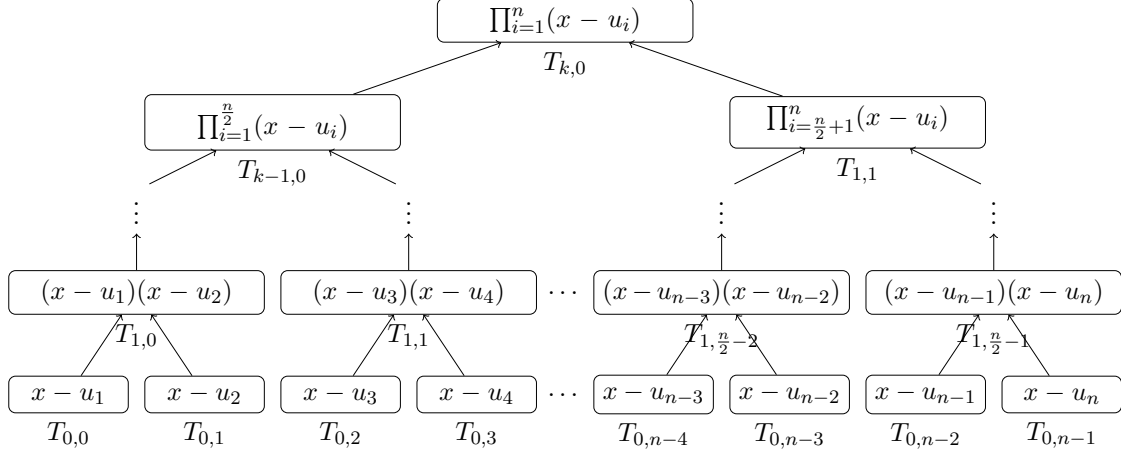 ∏_{i=1}^{n}(x − u_i)
T_{k,0}
∏_{i=1}^{n/2}(x − u_i) ∏_{i=n/2+1}^{n}(x − u_i)
T_{k−1,0} T_{1,1}
⋮ ⋮ ⋮ ⋮
(x − u_1)(x − u_2) (x − u_3)(x − u_4) ⋯ (x − u_{n−3})(x − u_{n−2}) (x − u_{n−1})(x − u_n)
T_{1,0} T_{1,1} T_{1,n/2−2} T_{1,n/2−1}
x − u_1 x − u_2 x − u_3 x − u_4 ⋯ x − u_{n−3} x − u_{n−2} x − u_{n−1} x − u_n
T_{0,0} T_{0,1} T_{0,2} T_{0,3} T_{0,n−4} T_{0,n−3} T_{0,n−2} T_{0,n−1}